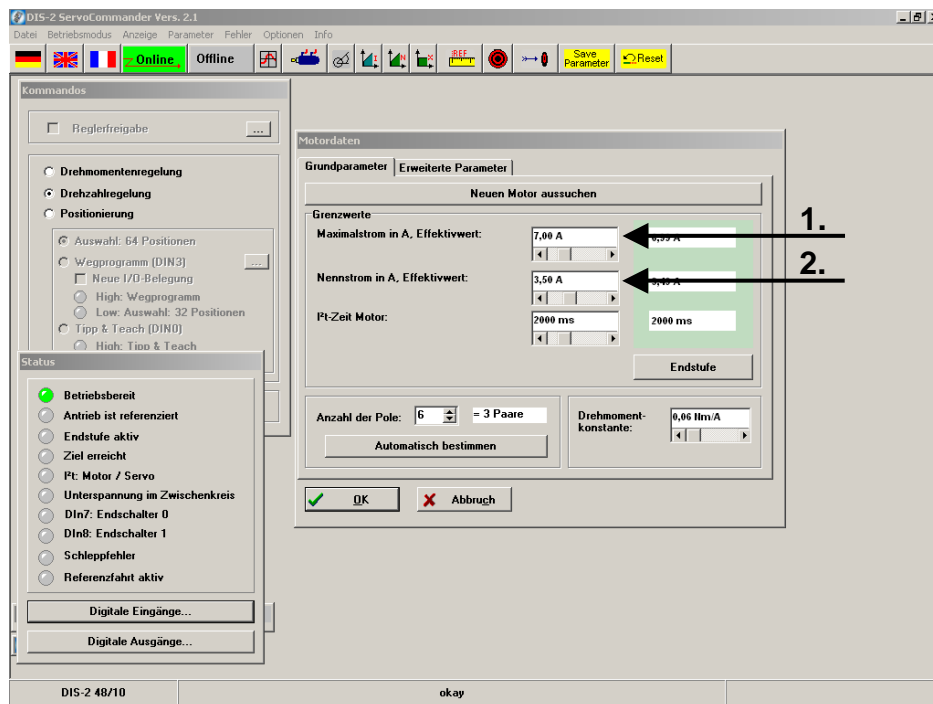 DIS-2 ServoCommander Vers. 2.1
Datei Betriebsmodus Anzeige Parameter Fehler Optionen Info
Online Offline REF Save Parameter Reset
Kommandos
Reglerfreigabe ...
Drehmomentenregelung
Drehzahlregelung
Positionierung
Auswahl: 64 Positionen
Wegprogramm (DIN3) ...
Neue I/O-Belegung
High: Wegprogramm
Low: Auswahl: 32 Positionen
Tipp & Teach (DIN0)
High: Tipp & Teach
Status
Betriebsbereit
Antrieb ist referenziert
Endstufe aktiv
Ziel erreicht
I²t: Motor / Servo
Unterspannung im Zwischenkreis
DIn7: Endschalter 0
DIn8: Endschalter 1
Schleppfehler
Referenzfahrt aktiv
Digitale Eingänge...
Digitale Ausgänge...
Motordaten
Grundparameter Erweiterte Parameter
Neuen Motor aussuchen
Grenzwerte
Maximalstrom in A, Effektivwert: 7,00 A 1.
Nennstrom in A, Effektivwert: 3,50 A 2.
I²t-Zeit Motor: 2000 ms 2000 ms
Endstufe
Anzahl der Pole: 6 = 3 Paare
Automatisch bestimmen
Drehmoment-
konstante: 0,06 Nm/A
OK Abbruch
DIS-2 48/10 okay